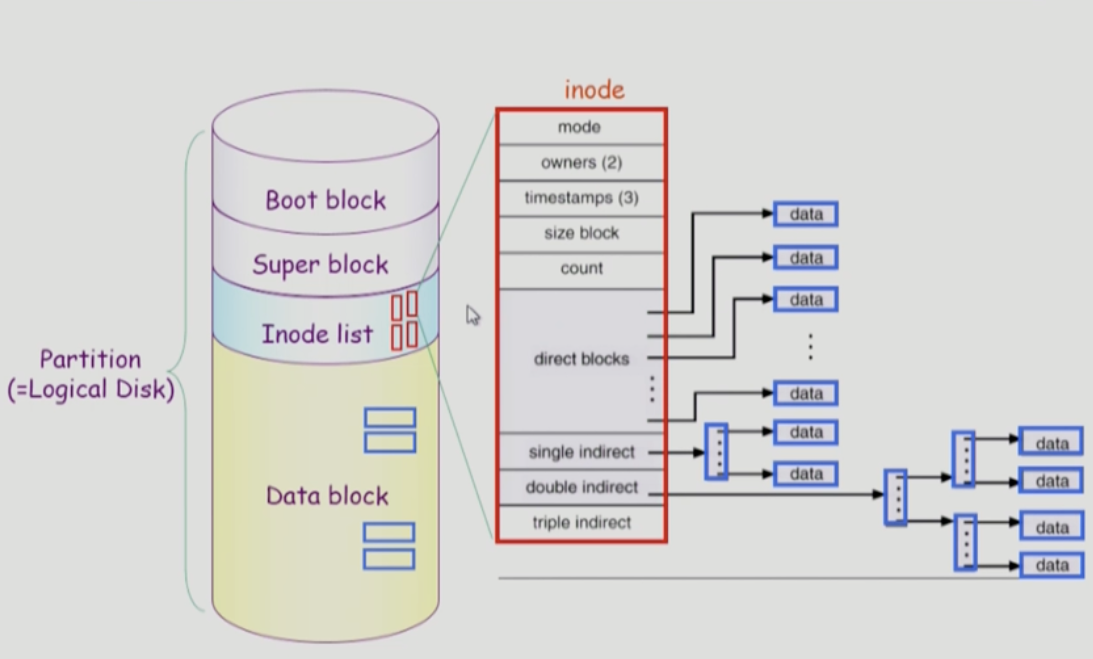 inode
mode
owners (2)
timestamps (3)
size block
count
direct blocks
single indirect
double indirect
triple indirect
Boot block
Super block
Inode list
Data block
Partition
(=Logical Disk)
data
data
data
data
data
data
data
data
data
data